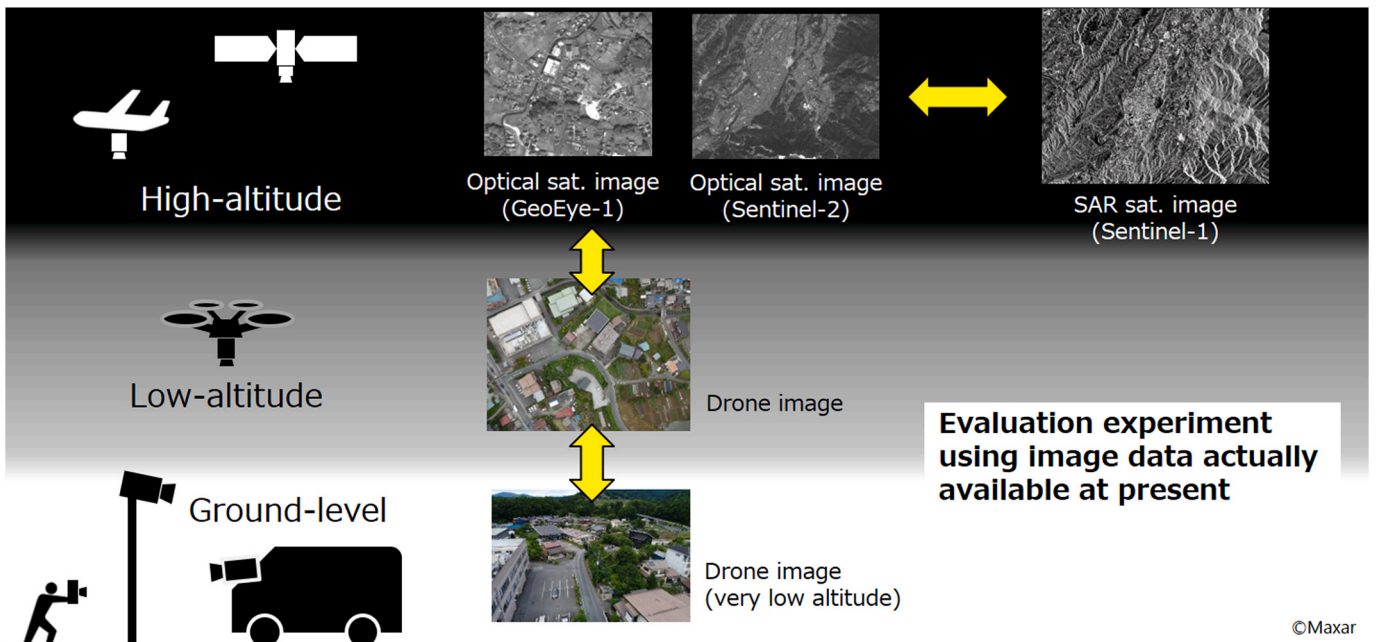 High-altitude
Optical sat. image
(GeoEye-1)
Optical sat. image
(Sentinel-2)
SAR sat. image
(Sentinel-1)
Low-altitude
Drone image
Evaluation experiment
using image data actually
available at present
Ground-level
Drone image
(very low altitude)
©Maxar